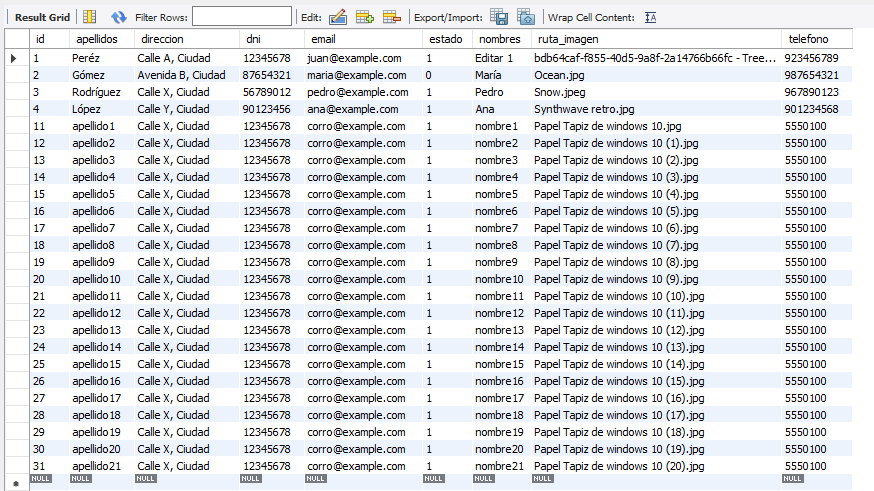 Result Grid Filter Rows: Edit: Export/Import: Wrap Cell Content:
id apellidos direccion dni email estado nombres ruta_imagen telefono
1 Peréz Calle A, Ciudad 12345678 juan@example.com 1 Editar 1 bdb64caf-f855-40d5-9a8f-2a14766b66fc - Tree... 923456789
2 Gómez Avenida B, Ciudad 87654321 maria@example.com 0 María Ocean.jpg 987654321
3 Rodríguez Calle X, Ciudad 56789012 pedro@example.com 1 Pedro Snow.jpeg 967890123
4 López Calle Y, Ciudad 90123456 ana@example.com 1 Ana Synthwave retro.jpg 901234568
11 apellido1 Calle X, Ciudad 12345678 corro@example.com 1 nombre1 Papel Tapiz de windows 10.jpg 5550100
12 apellido2 Calle X, Ciudad 12345678 corro@example.com 1 nombre2 Papel Tapiz de windows 10 (1).jpg 5550100
13 apellido3 Calle X, Ciudad 12345678 corro@example.com 1 nombre3 Papel Tapiz de windows 10 (2).jpg 5550100
14 apellido4 Calle X, Ciudad 12345678 corro@example.com 1 nombre4 Papel Tapiz de windows 10 (3).jpg 5550100
15 apellido5 Calle X, Ciudad 12345678 corro@example.com 1 nombre5 Papel Tapiz de windows 10 (4).jpg 5550100
16 apellido6 Calle X, Ciudad 12345678 corro@example.com 1 nombre6 Papel Tapiz de windows 10 (5).jpg 5550100
17 apellido7 Calle X, Ciudad 12345678 corro@example.com 1 nombre7 Papel Tapiz de windows 10 (6).jpg 5550100
18 apellido8 Calle X, Ciudad 12345678 corro@example.com 1 nombre8 Papel Tapiz de windows 10 (7).jpg 5550100
19 apellido9 Calle X, Ciudad 12345678 corro@example.com 1 nombre9 Papel Tapiz de windows 10 (8).jpg 5550100
20 apellido10 Calle X, Ciudad 12345678 corro@example.com 1 nombre10 Papel Tapiz de windows 10 (9).jpg 5550100
21 apellido11 Calle X, Ciudad 12345678 corro@example.com 1 nombre11 Papel Tapiz de windows 10 (10).jpg 5550100
22 apellido12 Calle X, Ciudad 12345678 corro@example.com 1 nombre12 Papel Tapiz de windows 10 (11).jpg 5550100
23 apellido13 Calle X, Ciudad 12345678 corro@example.com 1 nombre13 Papel Tapiz de windows 10 (12).jpg 5550100
24 apellido14 Calle X, Ciudad 12345678 corro@example.com 1 nombre14 Papel Tapiz de windows 10 (13).jpg 5550100
25 apellido15 Calle X, Ciudad 12345678 corro@example.com 1 nombre15 Papel Tapiz de windows 10 (14).jpg 5550100
26 apellido16 Calle X, Ciudad 12345678 corro@example.com 1 nombre16 Papel Tapiz de windows 10 (15).jpg 5550100
27 apellido17 Calle X, Ciudad 12345678 corro@example.com 1 nombre17 Papel Tapiz de windows 10 (16).jpg 5550100
28 apellido18 Calle X, Ciudad 12345678 corro@example.com 1 nombre18 Papel Tapiz de windows 10 (17).jpg 5550100
29 apellido19 Calle X, Ciudad 12345678 corro@example.com 1 nombre19 Papel Tapiz de windows 10 (18).jpg 5550100
30 apellido20 Calle X, Ciudad 12345678 corro@example.com 1 nombre20 Papel Tapiz de windows 10 (19).jpg 5550100
31 apellido21 Calle X, Ciudad 12345678 corro@example.com 1 nombre21 Papel Tapiz de windows 10 (20).jpg 5550100
NULL NULL NULL NULL NULL NULL NULL NULL NULL